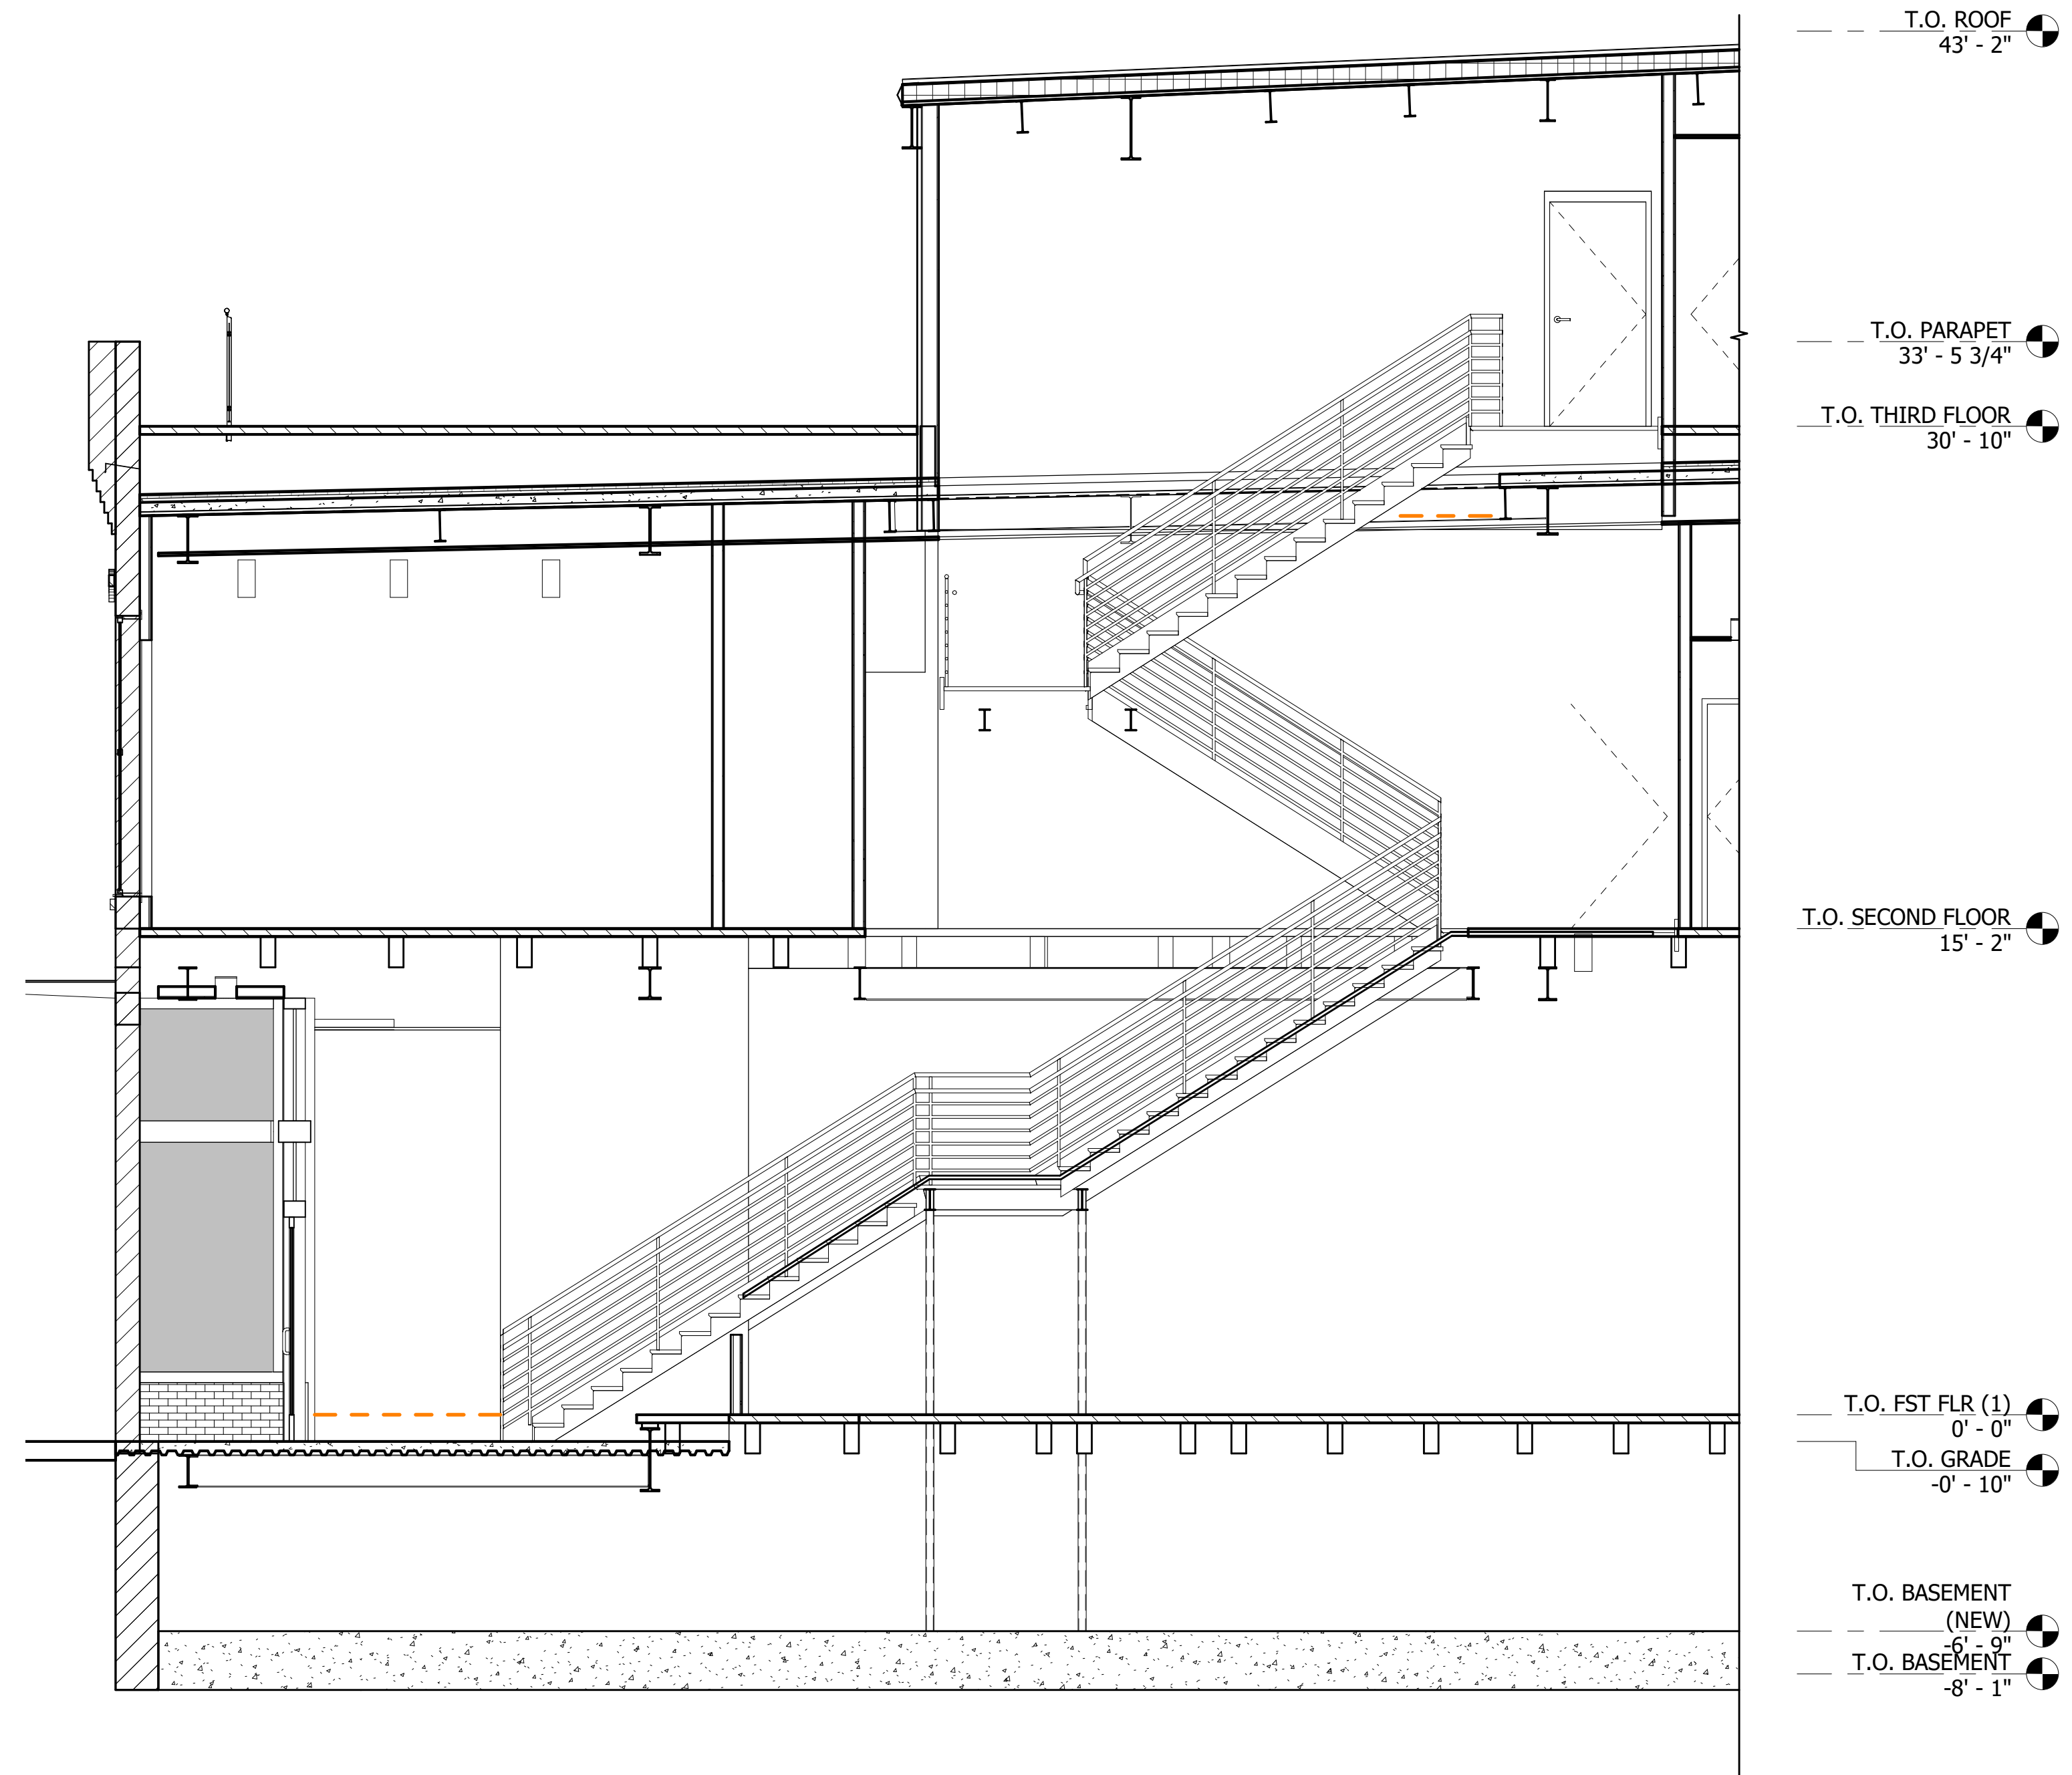 T.O. ROOF
43' - 2"
T.O. PARAPET
33' - 5 3/4"
T.O. THIRD FLOOR
30' - 10"
T.O. SECOND FLOOR
15' - 2"
T.O. FST FLR (1)
0' - 0"
T.O. GRADE
-0' - 10"
T.O. BASEMENT
(NEW)
-6' - 9"
T.O. BASEMENT
-8' - 1"